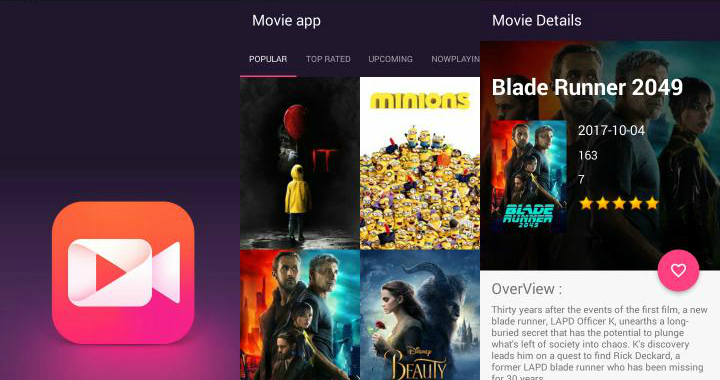 Movie app
POPULAR TOP RATED UPCOMING NOWPLAYIN
IT
MINIONS
Disney
BEAUTY
Movie Details
Blade Runner 2049
2017-10-04
163
7
BLADE
RUNNER
2049
OverView :
Thirty years after the events of the first film, a new
blade runner, LAPD Officer K, unearths a long-
buried secret that has the potential to plunge
what's left of society into chaos. K's discovery
leads him on a quest to find Rick Deckard, a
former LAPD blade runner who has been missing
for 30 years